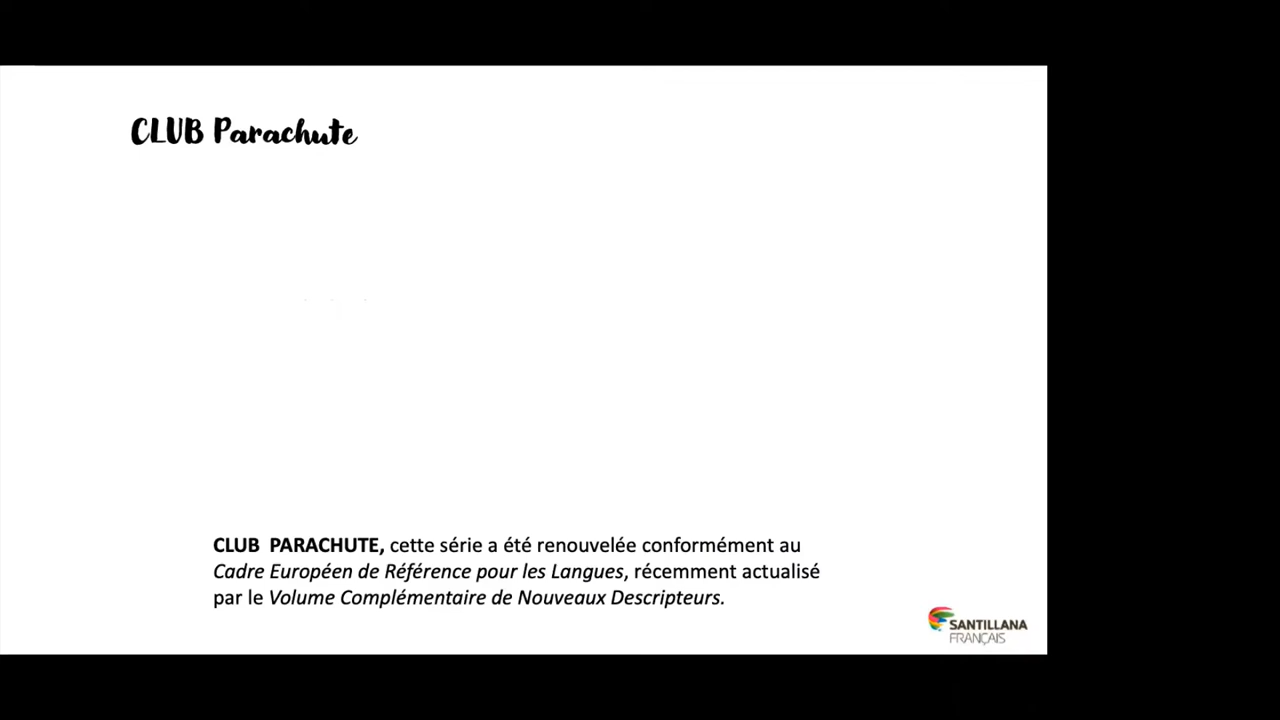 CLUB Parachute
CLUB PARACHUTE, cette série a été renouvelée conformément au
Cadre Européen de Référence pour les Langues, récemment actualisé
par le Volume Complémentaire de Nouveaux Descripteurs.
SANTILLANA
FRANÇAIS